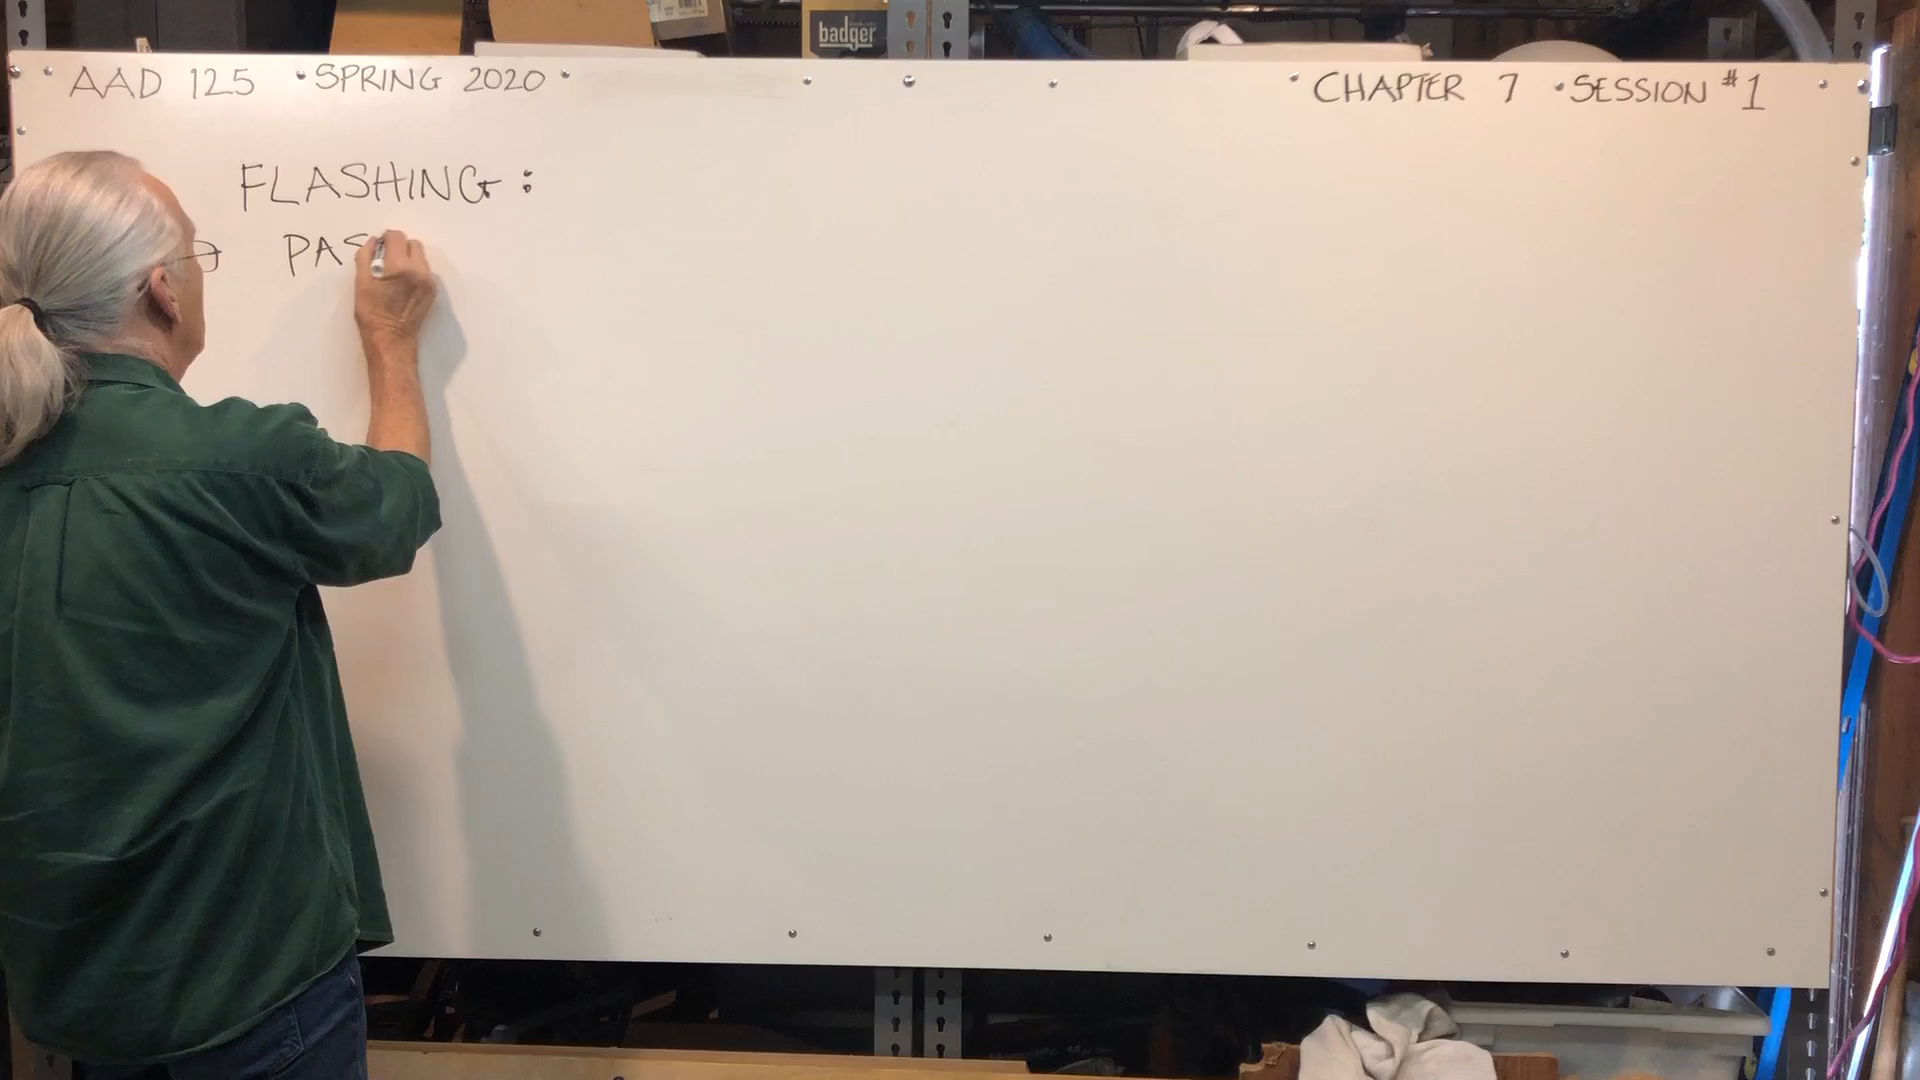 badger
AAD 125 • SPRING 2020
CHAPTER 7 • SESSION #1
FLASHING:
PAS